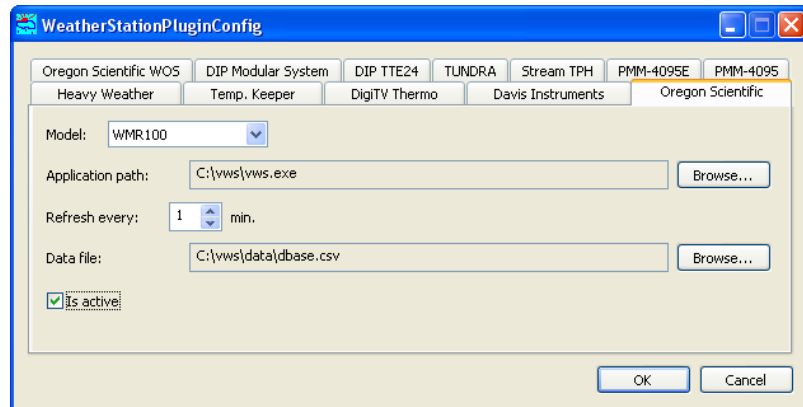 WeatherStationPluginConfig
Oregon Scientific WOS DIP Modular System DIP TTE24 TUNDRA Stream TPH PMM-4095E PMM-4095
Heavy Weather Temp. Keeper DigiTV Thermo Davis Instruments Oregon Scientific
Model: WMR100
Application path: C:\vws\vws.exe Browse...
Refresh every: 1 min.
Data file: C:\vws\data\dbase.csv Browse...
Is active
OK Cancel